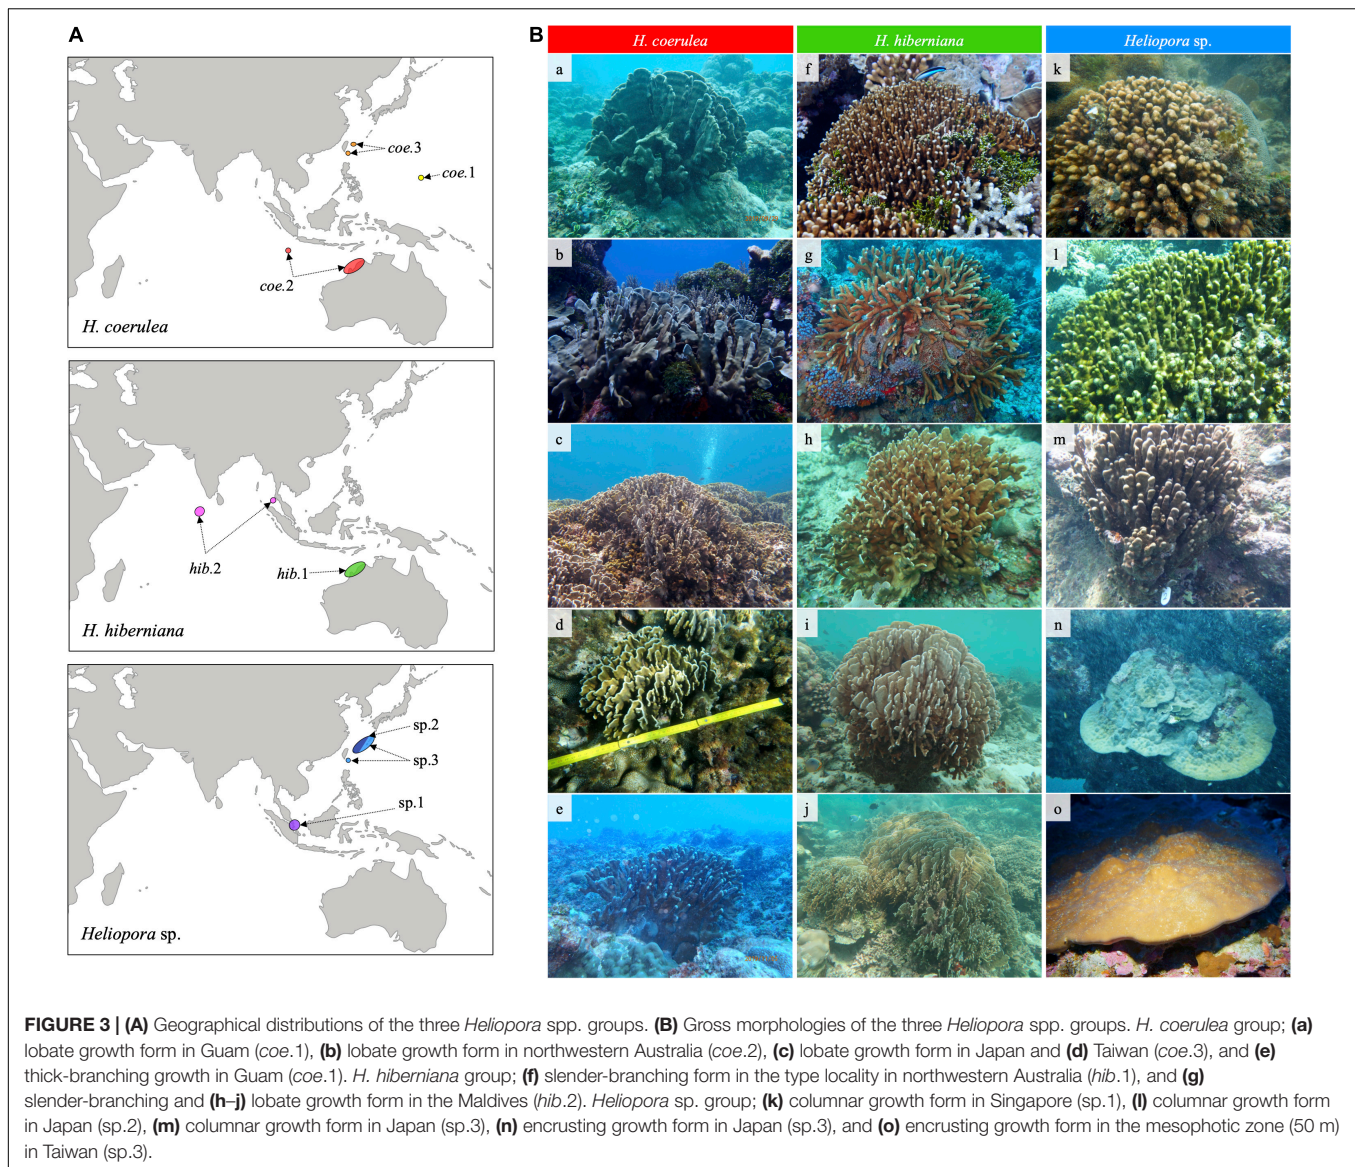 A
coe.3
coe.1
coe.2
H. coerulea
hib.2
hib.1
H. hiberniana
sp.2
sp.3
sp.1
Heliopora sp.
B
H. coerulea
H. hiberniana
Heliopora sp.
a
f
k
b
g
l
c
h
m
d
i
n
e
j
o
FIGURE 3 | (A) Geographical distributions of the three Heliopora spp. groups. (B) Gross morphologies of the three Heliopora spp. groups. H. coerulea group; (a)
lobate growth form in Guam (coe.1), (b) lobate growth form in northwestern Australia (coe.2), (c) lobate growth form in Japan and (d) Taiwan (coe.3), and (e)
thick-branching growth in Guam (coe.1). H. hiberniana group; (f) slender-branching form in the type locality in northwestern Australia (hib.1), and (g)
slender-branching and (h–j) lobate growth form in the Maldives (hib.2). Heliopora sp. group; (k) columnar growth form in Singapore (sp.1), (l) columnar growth form
in Japan (sp.2), (m) columnar growth form in Japan (sp.3), (n) encrusting growth form in Japan (sp.3), and (o) encrusting growth form in the mesophotic zone (50 m)
in Taiwan (sp.3).